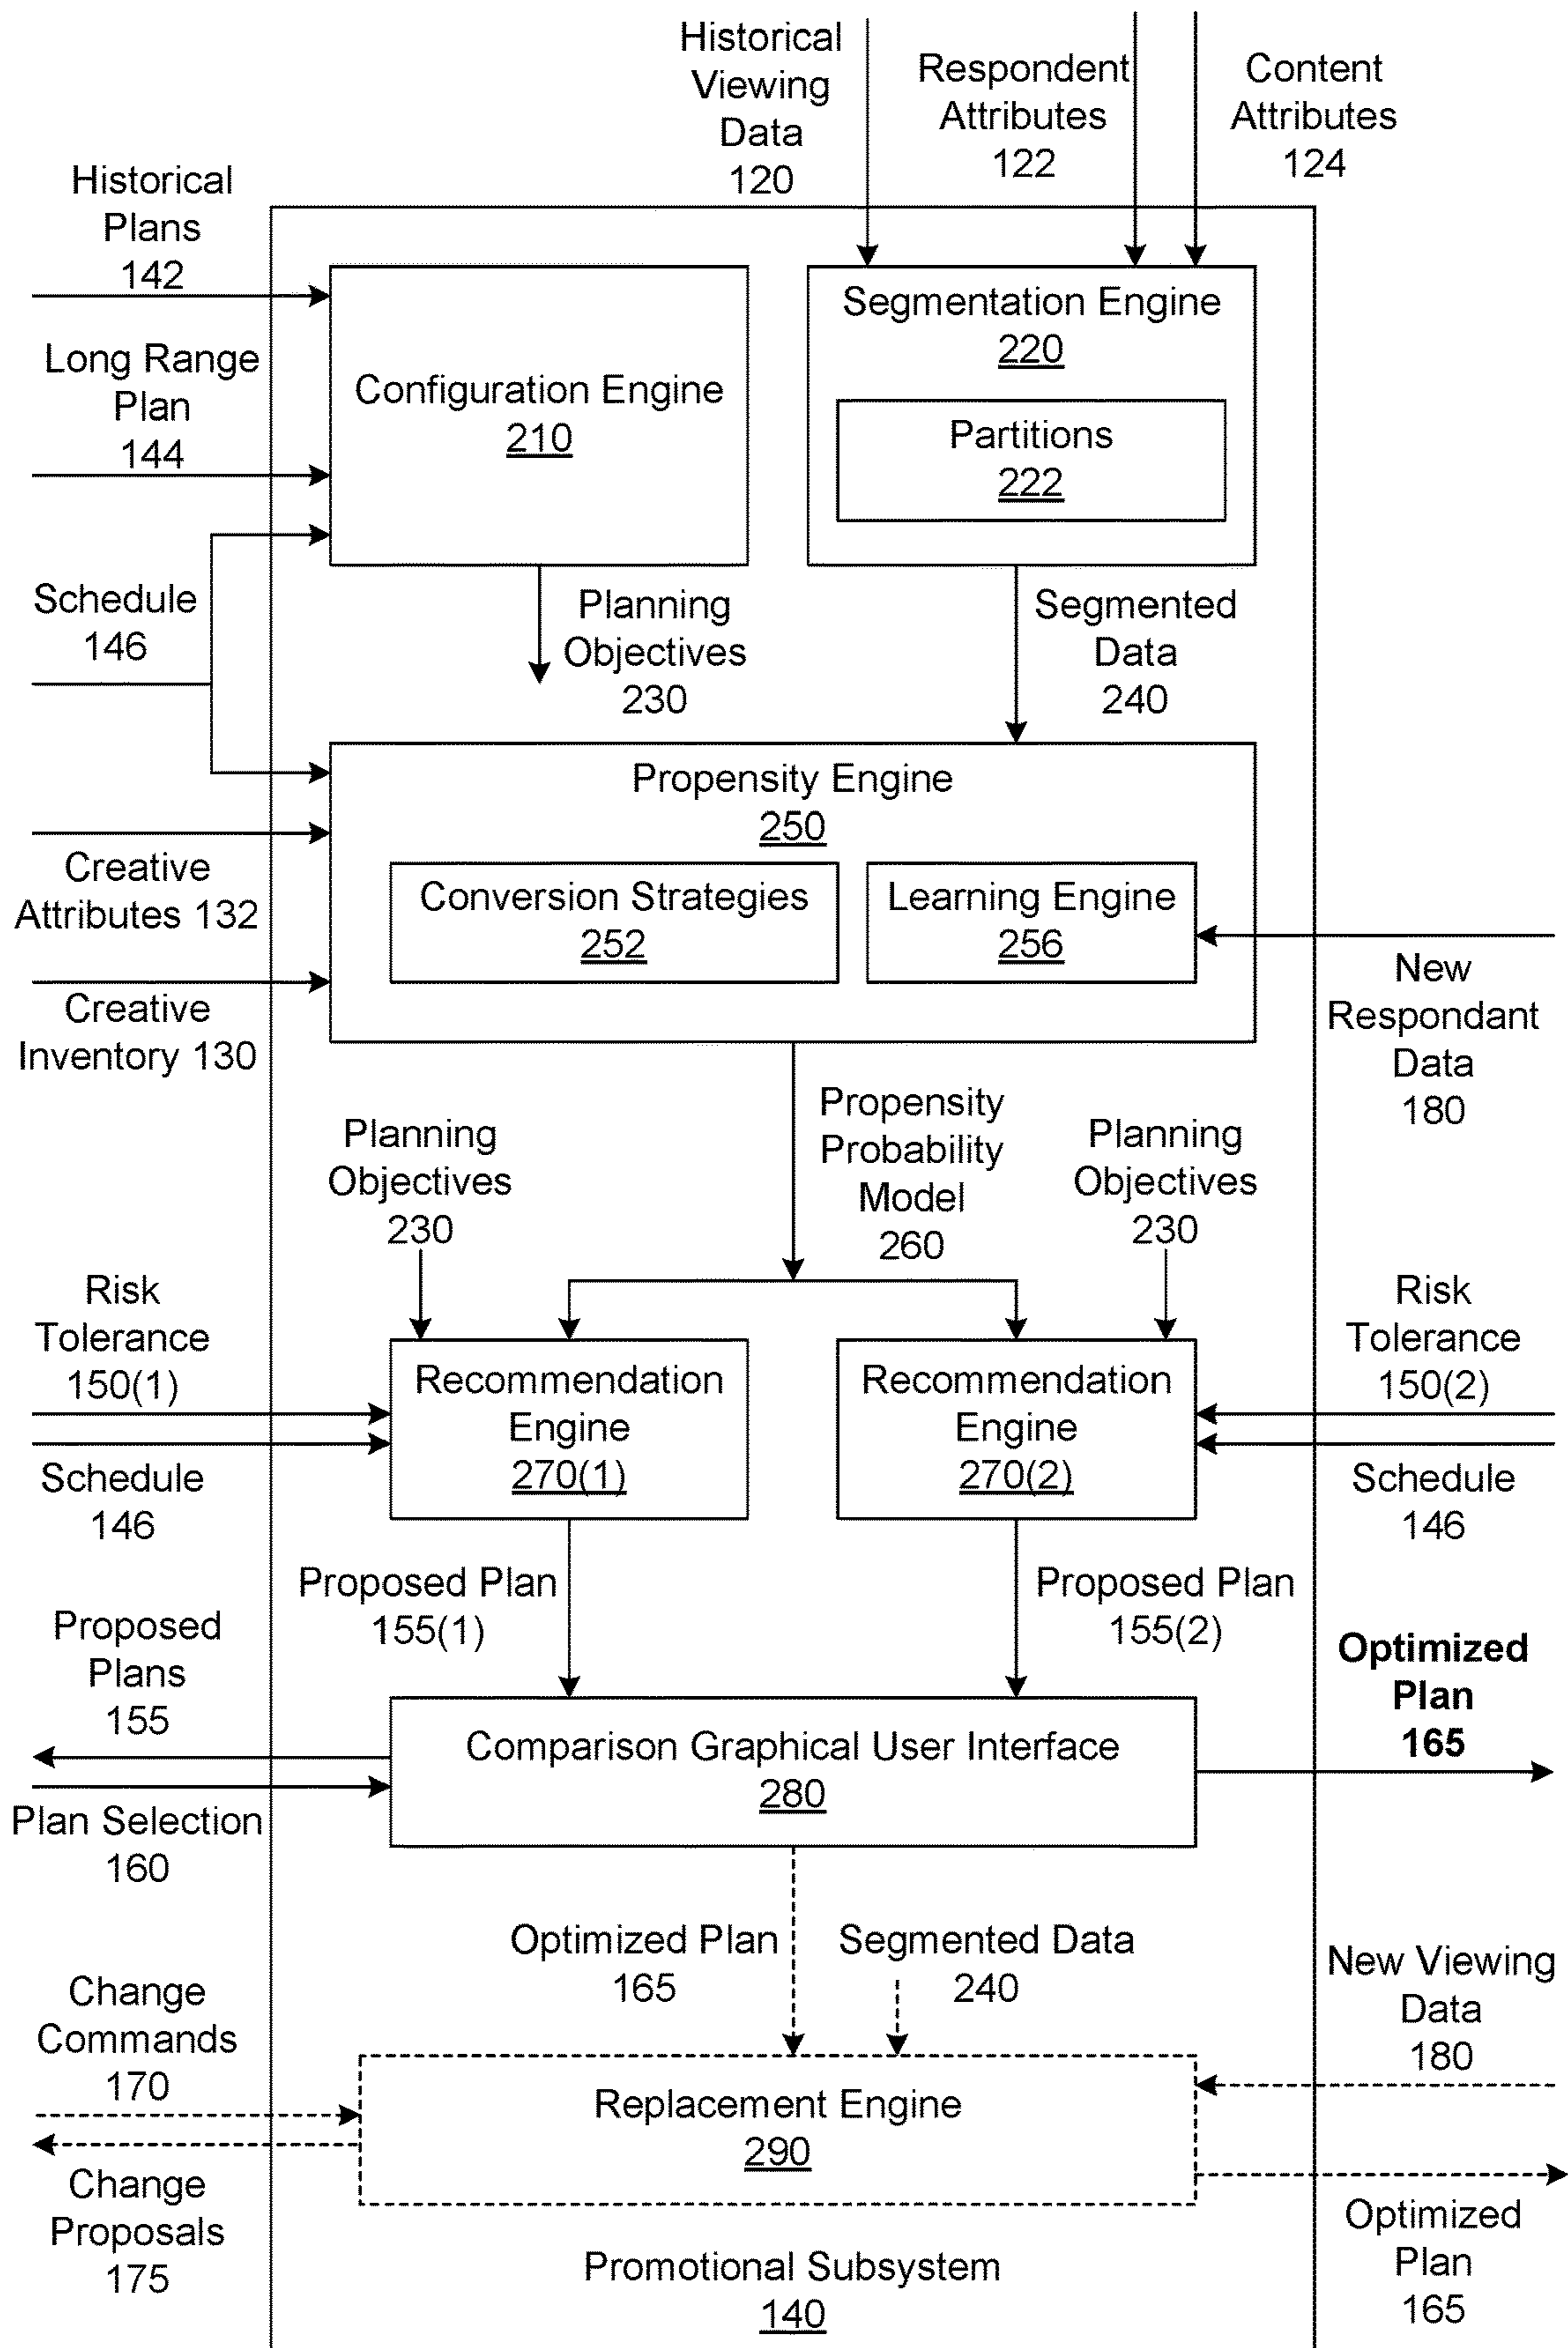 Historical
Viewing
Data
120
Respondent
Attributes
122
Content
Attributes
124
Historical
Plans
142
Long Range
Plan
144
Schedule
146
Configuration Engine
210
Segmentation Engine
220
Partitions
222
Planning
Objectives
230
Segmented
Data
240
Propensity Engine
250
Conversion Strategies
252
Learning Engine
256
Creative
Attributes 132
Creative
Inventory 130
New
Respondant
Data
180
Planning
Objectives
230
Propensity
Probability
Model
260
Planning
Objectives
230
Risk
Tolerance
150(1)
Schedule
146
Recommendation
Engine
270(1)
Recommendation
Engine
270(2)
Risk
Tolerance
150(2)
Schedule
146
Proposed Plan
155(1)
Proposed Plan
155(2)
Proposed
Plans
155
Plan Selection
160
Comparison Graphical User Interface
280
Optimized
Plan
165
Optimized Plan
165
Segmented Data
240
Change
Commands
170
Change
Proposals
175
Replacement Engine
290
New Viewing
Data
180
Optimized
Plan
165
Promotional Subsystem
140